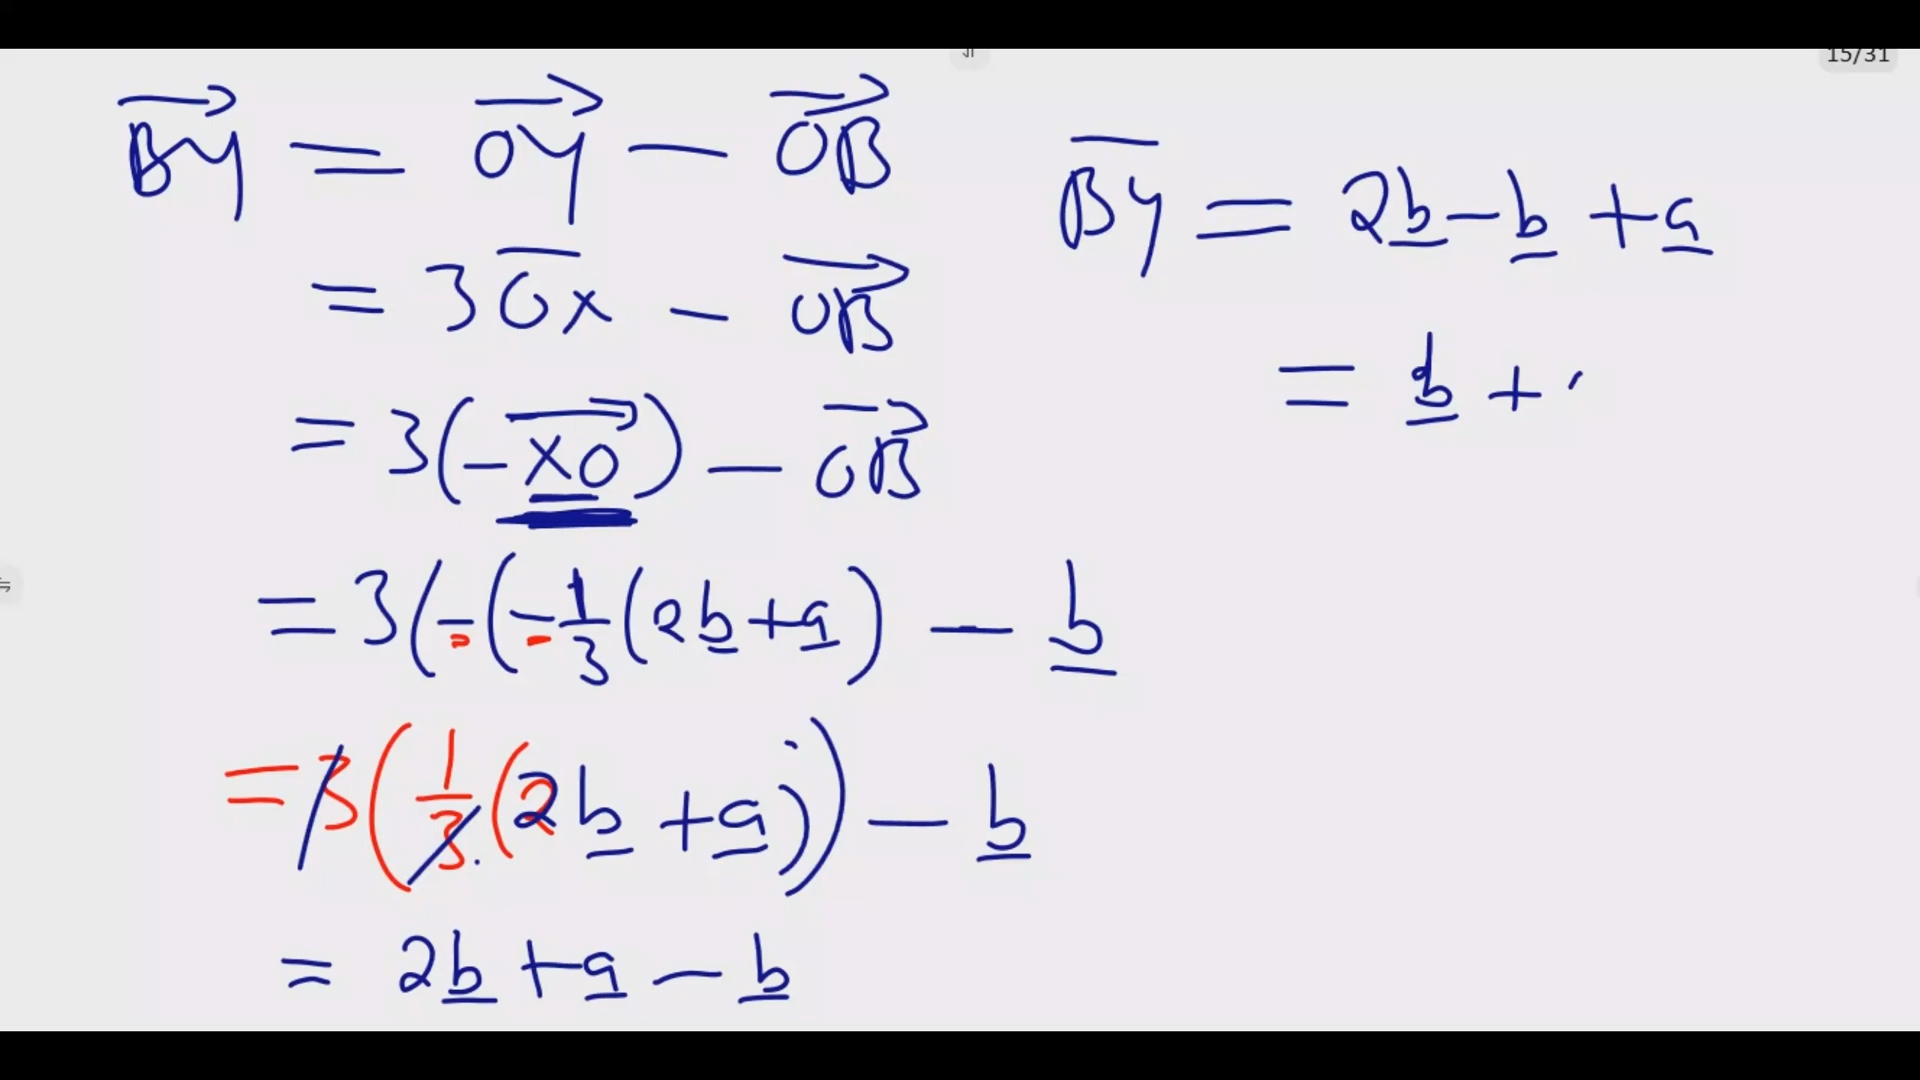 15/31
BY = OY - OB
= 3OX - OB
= 3(-XO) - OB
= 3(-(-1/3(2b+a) - b
= 3(1/3(2b+a)) - b
= 2b+a-b
BY = 2b-b+a
= b+